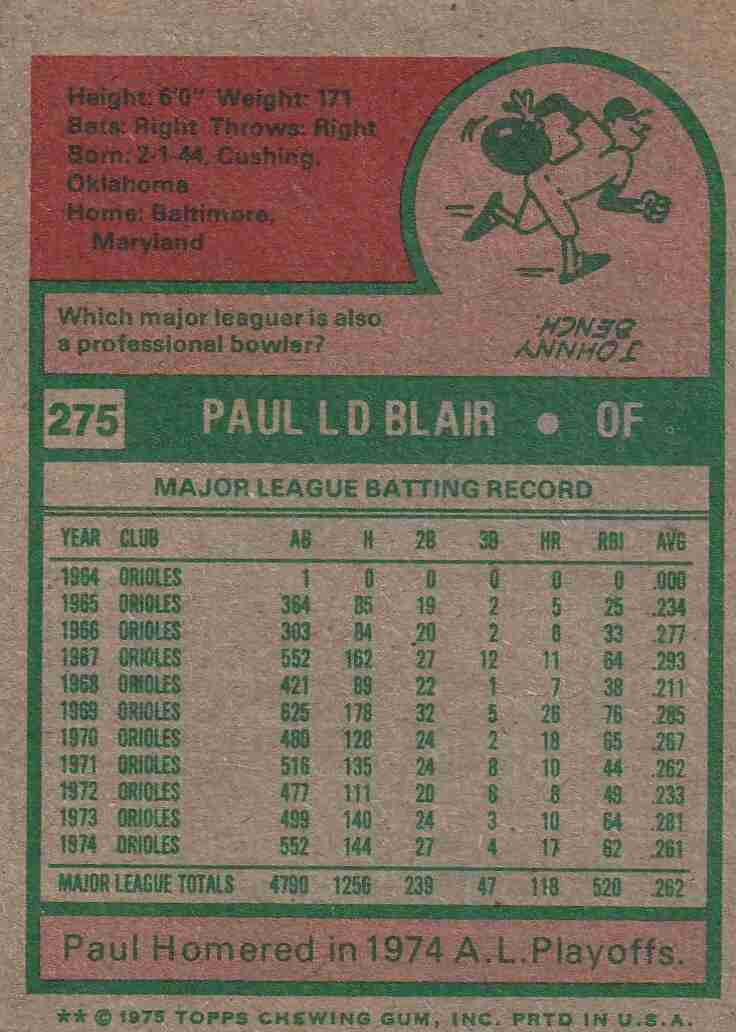 Height: 6'0" Weight: 171
Bats: Right Throws: Right
Born: 2-1-44, Cushing,
Oklahoma
Home: Baltimore,
Maryland
Which major leaguer is also
a professional bowler?
JOHNNY
BENCH.
275 PAUL L D BLAIR • OF
MAJOR LEAGUE BATTING RECORD
YEAR CLUB AB H 2B 3B HR RBI AVG
1964 ORIOLES 1 0 0 0 0 0 .000
1965 ORIOLES 364 85 19 2 5 25 .234
1966 ORIOLES 303 84 20 2 6 33 .277
1967 ORIOLES 552 162 27 12 11 64 .293
1968 ORIOLES 421 89 22 1 7 38 .211
1969 ORIOLES 625 178 32 5 26 76 .285
1970 ORIOLES 480 128 24 2 18 65 .267
1971 ORIOLES 516 135 24 8 10 44 .262
1972 ORIOLES 477 111 20 8 8 49 .233
1973 ORIOLES 499 140 24 3 10 64 .281
1974 ORIOLES 552 144 27 4 17 62 .261
MAJOR LEAGUE TOTALS 4790 1256 239 47 118 520 .262
Paul Homered in 1974 A.L. Playoffs.
** © 1975 TOPPS CHEWING GUM, INC. PRTD IN U.S.A.